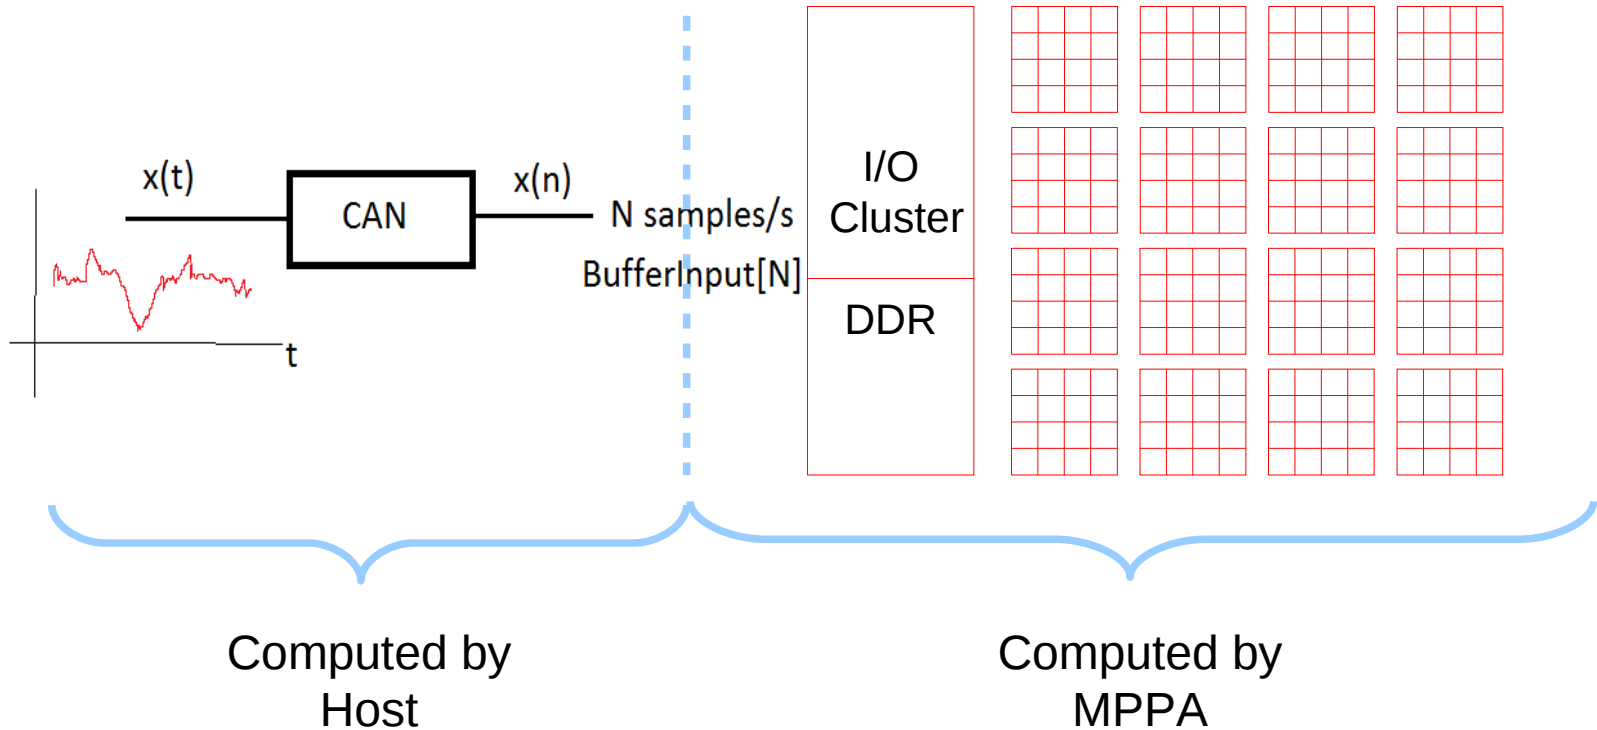 x(t)
CAN
x(n)
N samples/s
BufferInput[N]
t
I/O
Cluster
DDR
Computed by
Host
Computed by
MPPA